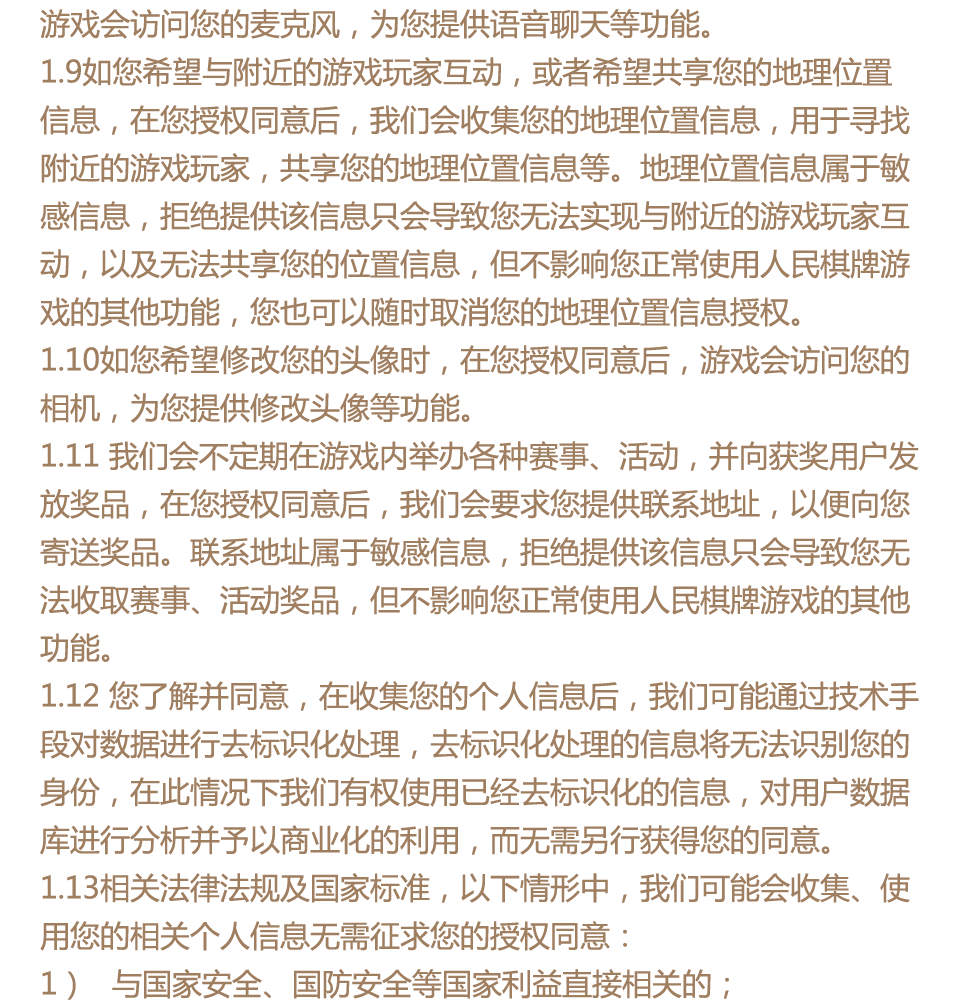 游戏会访问您的麦克风，为您提供语音聊天等功能。
1.9如您希望与附近的游戏玩家互动，或者希望共享您的地理位置
信息，在您授权同意后，我们会收集您的地理位置信息，用于寻找
附近的游戏玩家，共享您的地理位置信息等。地理位置信息属于敏
感信息，拒绝提供该信息只会导致您无法实现与附近的游戏玩家互
动，以及无法共享您的位置信息，但不影响您正常使用人民棋牌游
戏的其他功能，您也可以随时取消您的地理位置信息授权。
1.10如您希望修改您的头像时，在您授权同意后，游戏会访问您的
相机，为您提供修改头像等功能。
1.11 我们会不定期在游戏内举办各种赛事、活动，并向获奖用户发
放奖品，在您授权同意后，我们会要求您提供联系地址，以便向您
寄送奖品。联系地址属于敏感信息，拒绝提供该信息只会导致您无
法收取赛事、活动奖品，但不影响您正常使用人民棋牌游戏的其他
功能。
1.12 您了解并同意，在收集您的个人信息后，我们可能通过技术手
段对数据进行去标识化处理，去标识化处理的信息将无法识别您的
身份，在此情况下我们有权使用已经去标识化的信息，对用户数据
库进行分析并予以商业化的利用，而无需另行获得您的同意。
1.13相关法律法规及国家标准，以下情形中，我们可能会收集、使
用您的相关个人信息无需征求您的授权同意：
1） 与国家安全、国防安全等国家利益直接相关的；